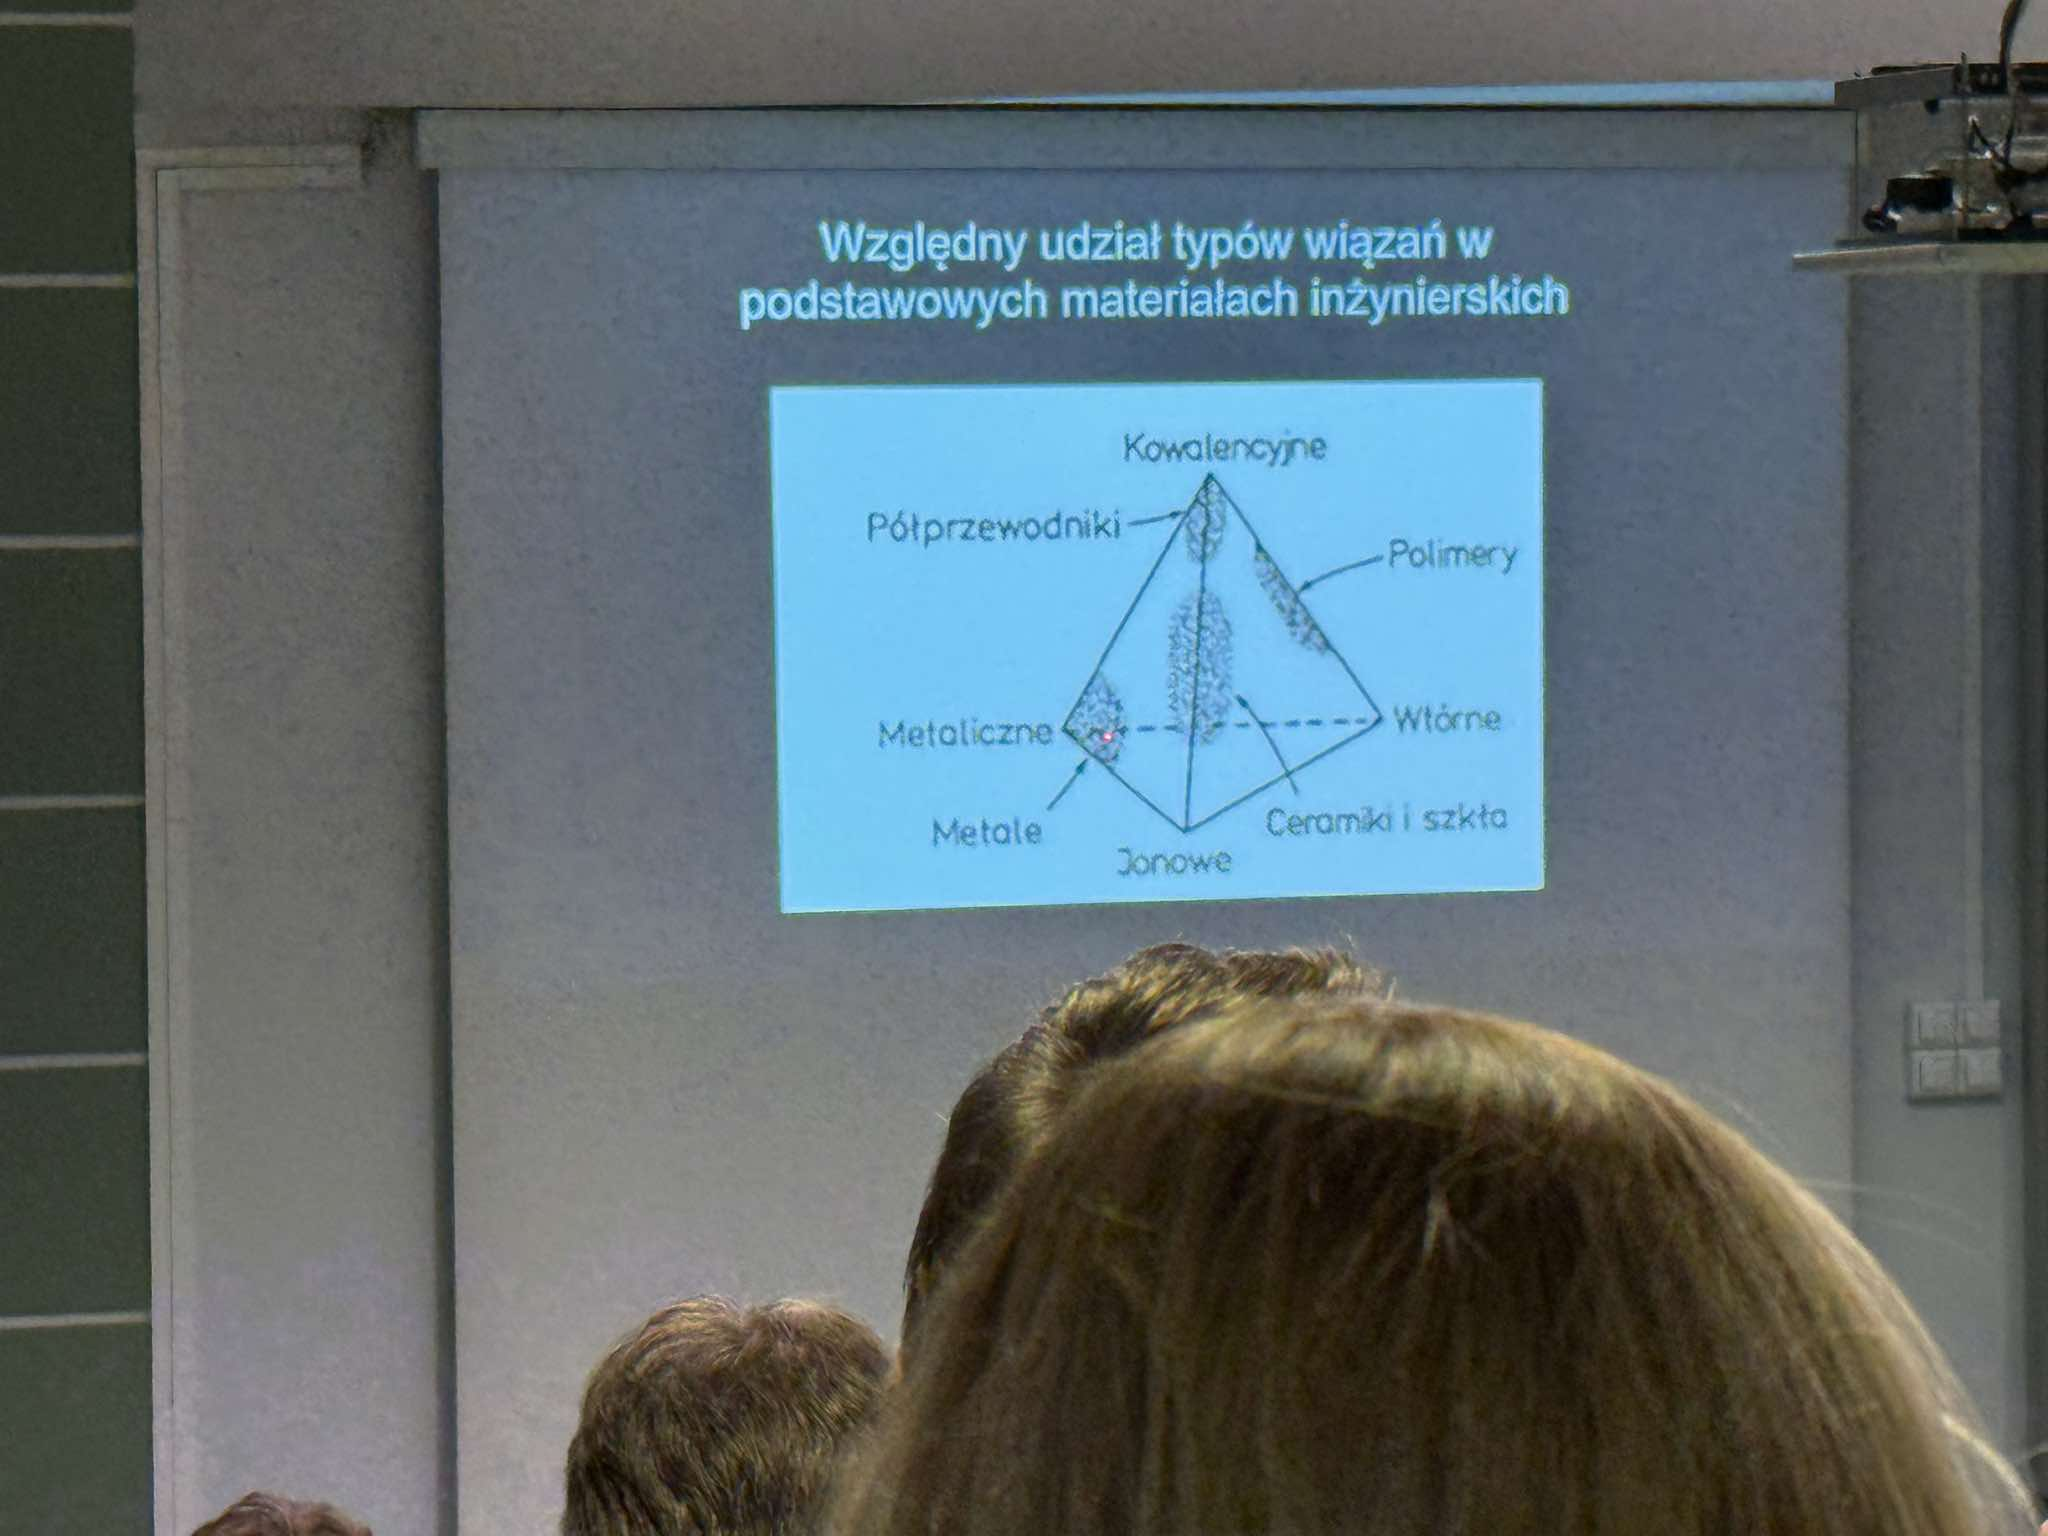 Względny udział typów wiązań w
podstawowych materiałach inżynierskich
Kowalencyjne
Półprzewodniki
Polimery
Metaliczne
Wtórne
Metale
Ceramiki i szkła
Jonowe